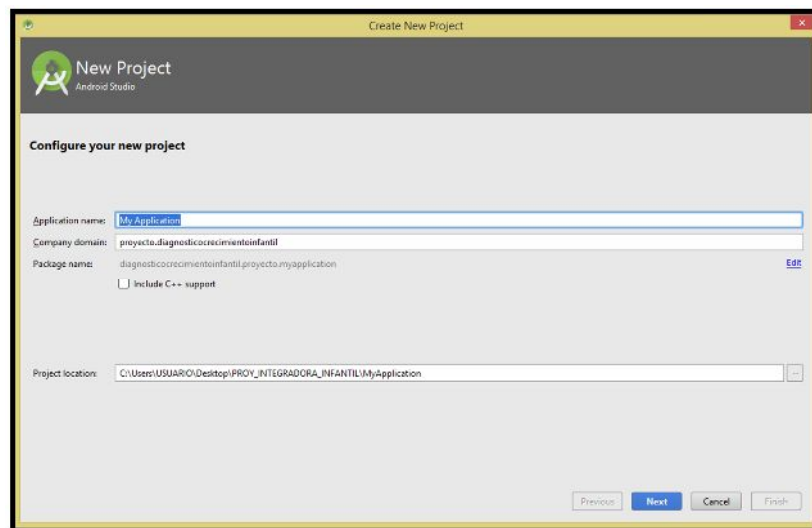 Create New Project
New Project
Android Studio
Configure your new project
Application name: My Application
Company domain: proyecto.diagnosticocrecimientoinfantil
Package name: diagnosticocrecimientoinfantil.proyecto.myapplication Edit
Include C++ support
Project location: C:\Users\USUARIO\Desktop\PROY_INTEGRADORA_INFANTIL\MyApplication ...
Previous Next Cancel Finish